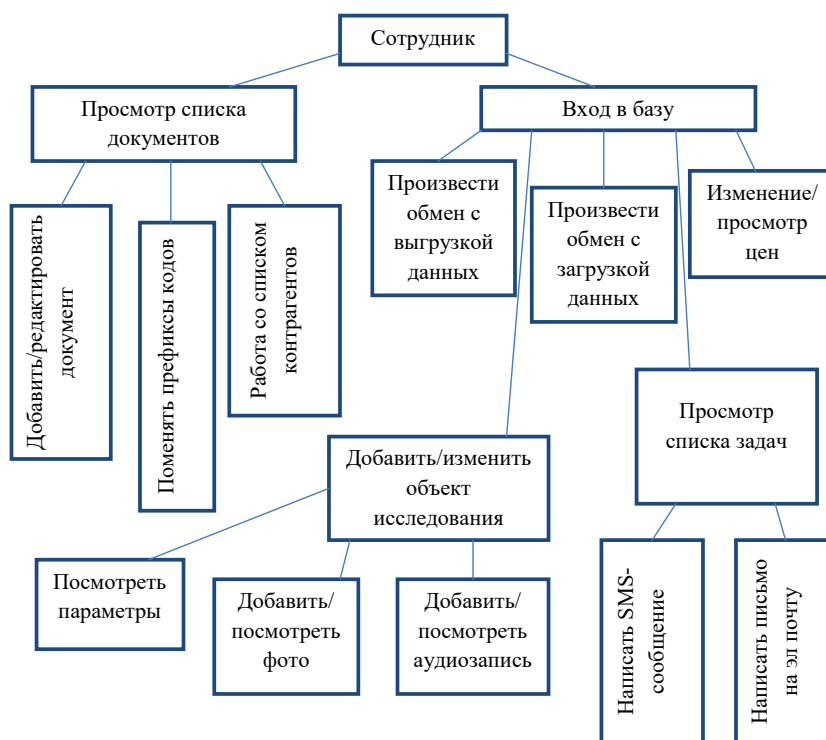 Сотрудник
Просмотр списка
документов
Вход в базу
Произвести
обмен с
выгрузкой
данных
Произвести
обмен с
загрузкой
данных
Изменение/
просмотр
цен
Добавить/редактировать
документ
Поменять префиксы кодов
Работа со списком
контрагентов
Просмотр
списка задач
Добавить/изменить
объект
исследования
Посмотреть
параметры
Добавить/
посмотреть
фото
Добавить/
посмотреть
аудиозапись
Написать SMS-
сообщение
Написать письмо
на эл почту